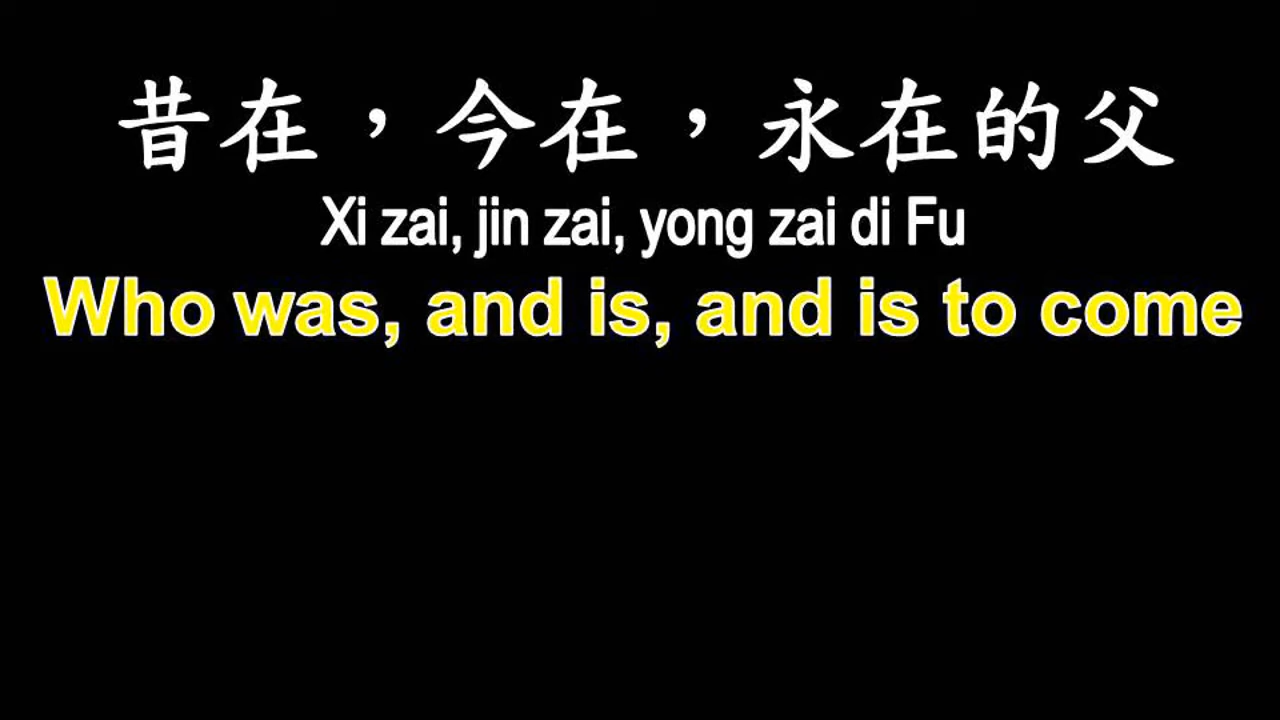 昔在，今在，永在的父
Xi zai, jin zai, yong zai di Fu
Who was, and is, and is to come